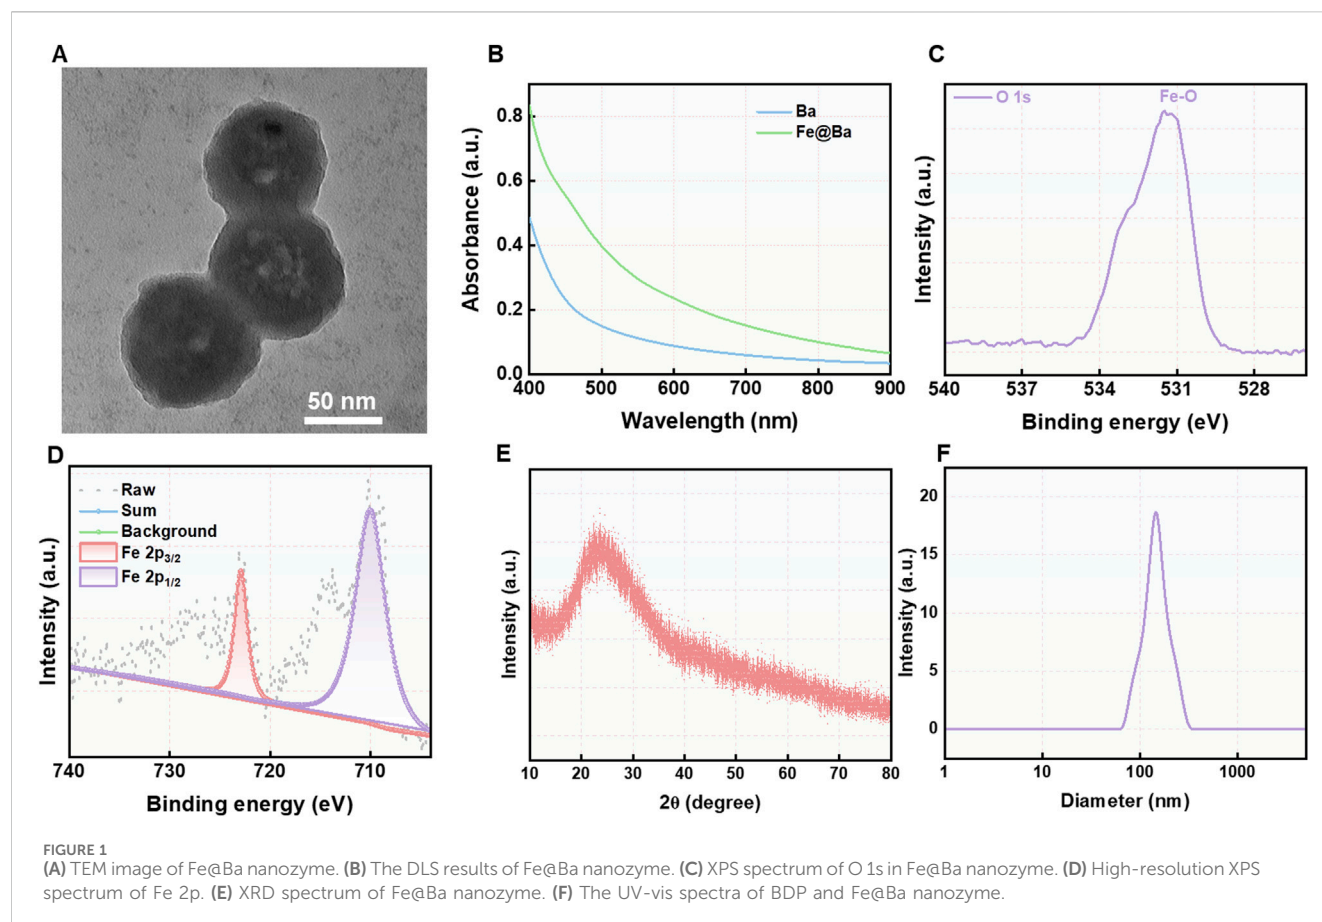 A
50 nm
B
Ba
Fe@Ba
0.8
0.6
0.4
0.2
0.0
400 500 600 700 800 900
Absorbance (a.u.)
Wavelength (nm)
C
O 1s
Fe-O
Intensity (a.u.)
540 537 534 531 528
Binding energy (eV)
D
Raw
Sum
Background
Fe 2p3/2
Fe 2p1/2
Intensity (a.u.)
740 730 720 710
Binding energy (eV)
E
Intensity (a.u.)
10 20 30 40 50 60 70 80
2θ (degree)
F
20
15
10
5
0
Intensity (a.u.)
1 10 100 1000
Diameter (nm)
FIGURE 1
(A) TEM image of Fe@Ba nanozyme. (B) The DLS results of Fe@Ba nanozyme. (C) XPS spectrum of O 1s in Fe@Ba nanozyme. (D) High-resolution XPS
spectrum of Fe 2p. (E) XRD spectrum of Fe@Ba nanozyme. (F) The UV-vis spectra of BDP and Fe@Ba nanozyme.